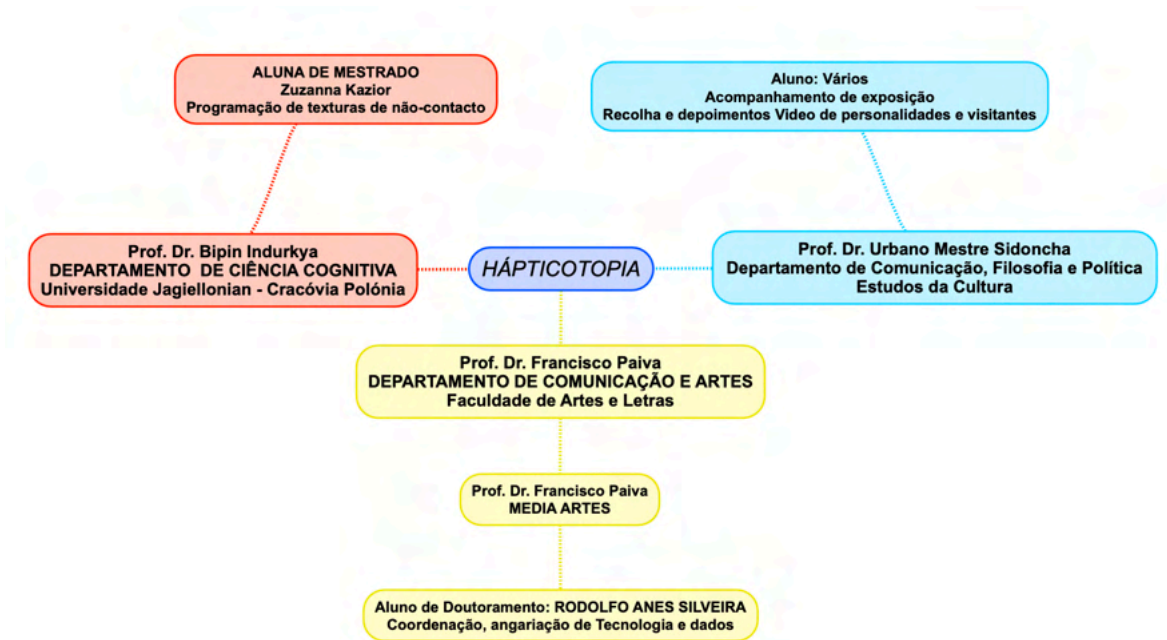 ALUNA DE MESTRADO
Zuzanna Kazior
Programação de texturas de não-contacto
Aluno: Vários
Acompanhamento de exposição
Recolha e depoimentos Video de personalidades e visitantes
Prof. Dr. Bipin Indurkya
DEPARTAMENTO DE CIÊNCIA COGNITIVA
Universidade Jagiellonian - Cracóvia Polónia
HÁPTICOTOPIA
Prof. Dr. Urbano Mestre Sidoncha
Departamento de Comunicação, Filosofia e Política
Estudos da Cultura
Prof. Dr. Francisco Paiva
DEPARTAMENTO DE COMUNICAÇÃO E ARTES
Faculdade de Artes e Letras
Prof. Dr. Francisco Paiva
MEDIA ARTES
Aluno de Doutoramento: RODOLFO ANES SILVEIRA
Coordenação, angariação de Tecnologia e dados